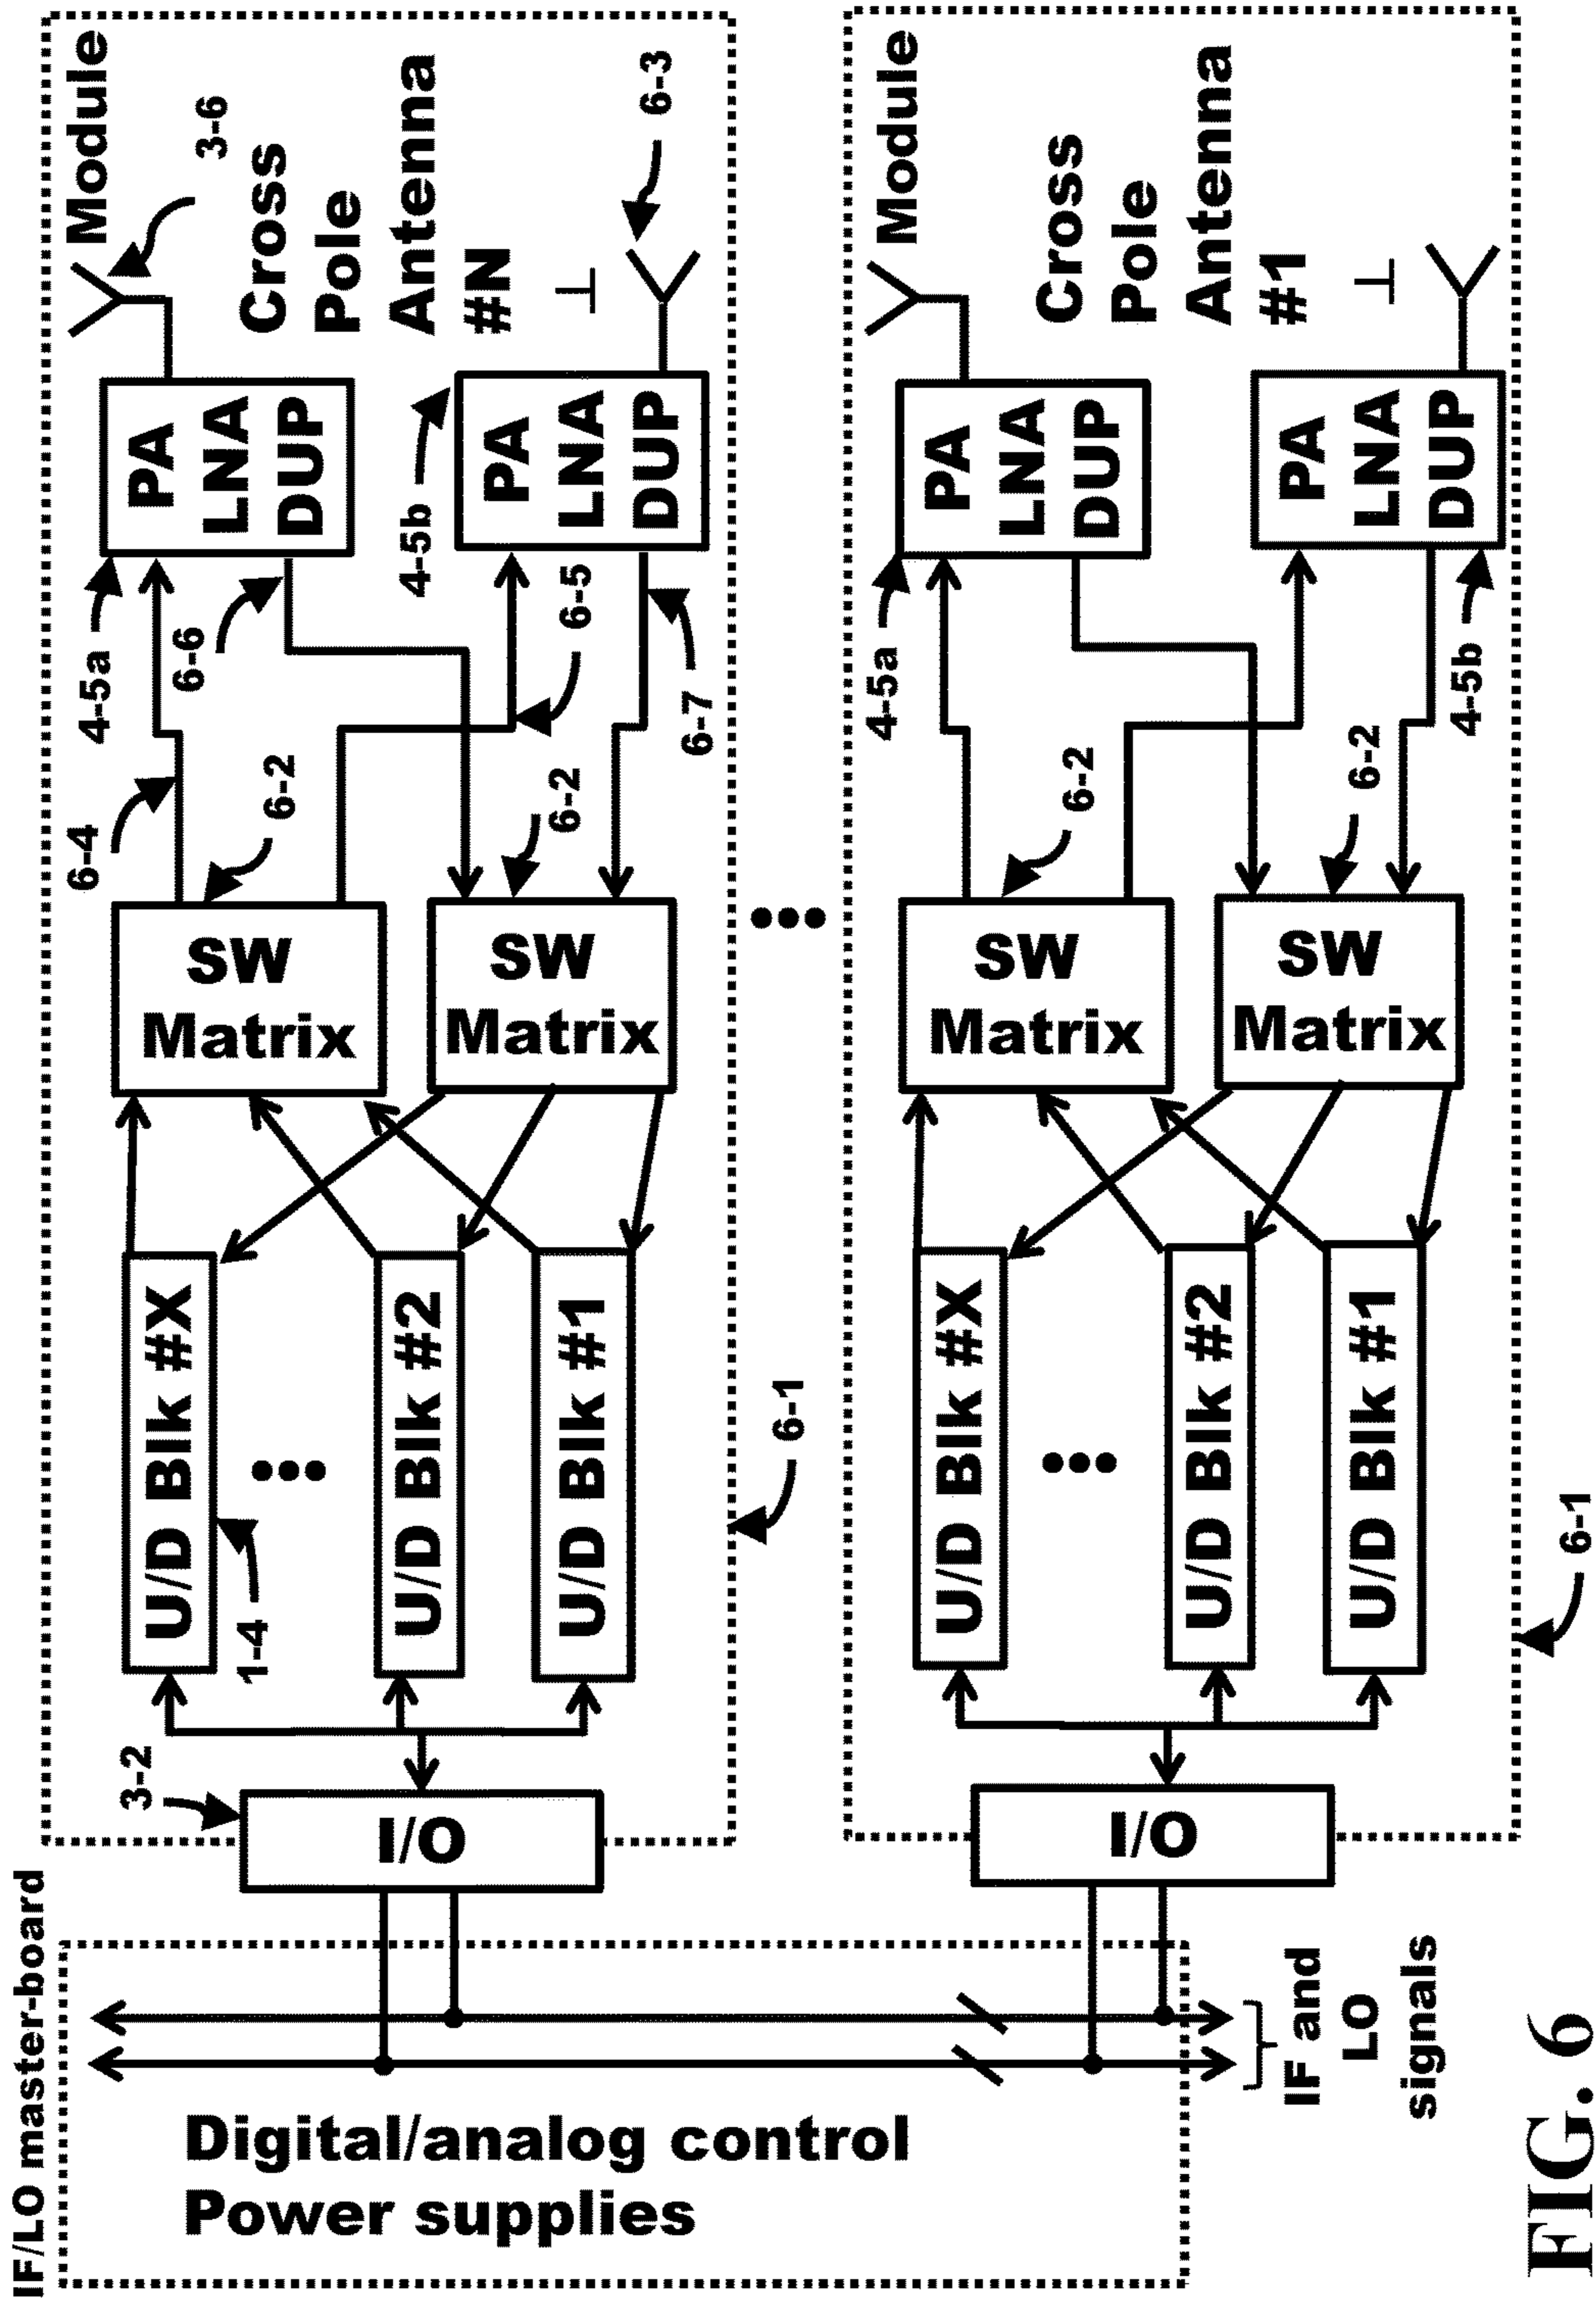 Module
3-6
Cross
Pole
Antenna
#N
⊥
6-3
PA
LNA
DUP
4-5a
6-6
4-5b
PA
LNA
DUP
6-5
6-7
6-4
6-2
6-2
SW
Matrix
SW
Matrix
U/D Blk #X
•••
U/D Blk #2
U/D Blk #1
1-4
6-1
3-2
I/O
•••
Module
Cross
Pole
Antenna
#1
⊥
PA
LNA
DUP
PA
LNA
DUP
4-5a
4-5b
6-2
6-2
SW
Matrix
SW
Matrix
U/D Blk #X
•••
U/D Blk #2
U/D Blk #1
6-1
I/O
IF/LO master-board
Digital/analog control
Power supplies
IF and
LO
signals
FIG. 6